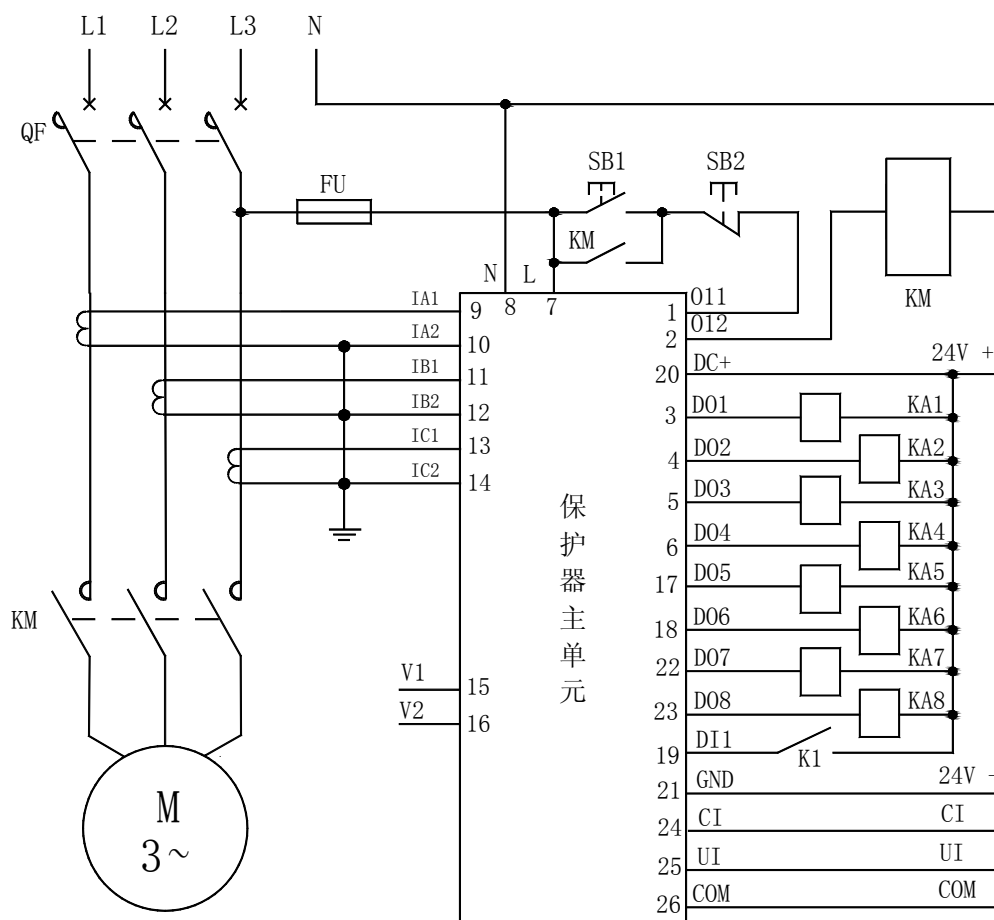 L1 L2 L3 N
QF
SB1 SB2
FU
KM
N L
KM
8 7
IA1 9
IA2 10
IB1 11
IB2 12
IC1 13
IC2 14
1 O11
2 O12
20 DC+ 24V +
3 DO1 KA1
4 DO2 KA2
5 DO3 KA3
6 DO4 KA4
17 DO5 KA5
18 DO6 KA6
22 DO7 KA7
23 DO8 KA8
19 DI1 K1
21 GND 24V -
24 CI CI
25 UI UI
26 COM COM
保护器主单元
KM
V1 15
V2 16
M
3~